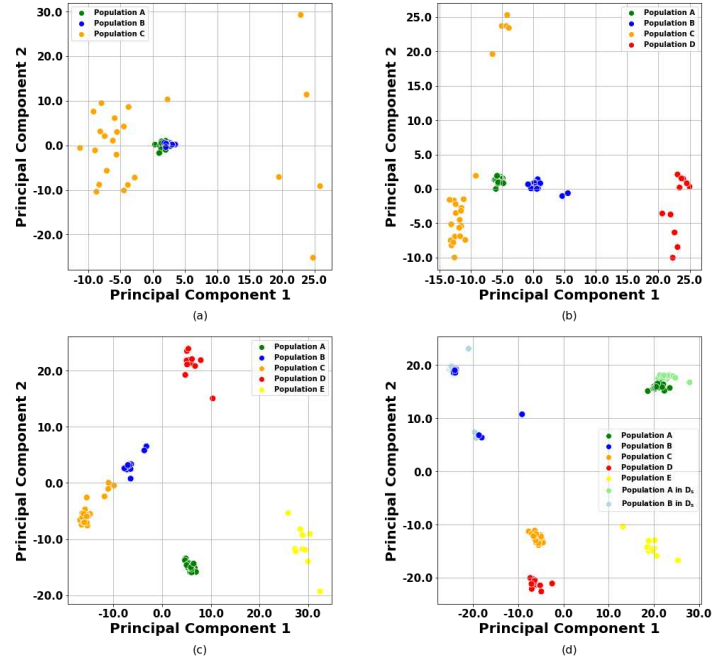 Population A
Population B
Population C
30.0
20.0
10.0
0.0
-10.0
-20.0
-10.0 -5.0 0.0 5.0 10.0 15.0 20.0 25.0
Principal Component 1
Principal Component 2
(a)
Population A
Population B
Population C
Population D
25.0
20.0
15.0
10.0
5.0
0.0
-5.0
-10.0
-15.0 -10.0 -5.0 0.0 5.0 10.0 15.0 20.0 25.0
Principal Component 1
Principal Component 2
(b)
Population A
Population B
Population C
Population D
Population E
20.0
10.0
0.0
-10.0
-20.0
-10.0 0.0 10.0 20.0 30.0
Principal Component 1
Principal Component 2
(c)
Population A
Population B
Population C
Population D
Population E
Population A in Ds
Population B in Ds
20.0
10.0
0.0
-10.0
-20.0
-20.0 -10.0 0.0 10.0 20.0 30.0
Principal Component 1
Principal Component 2
(d)